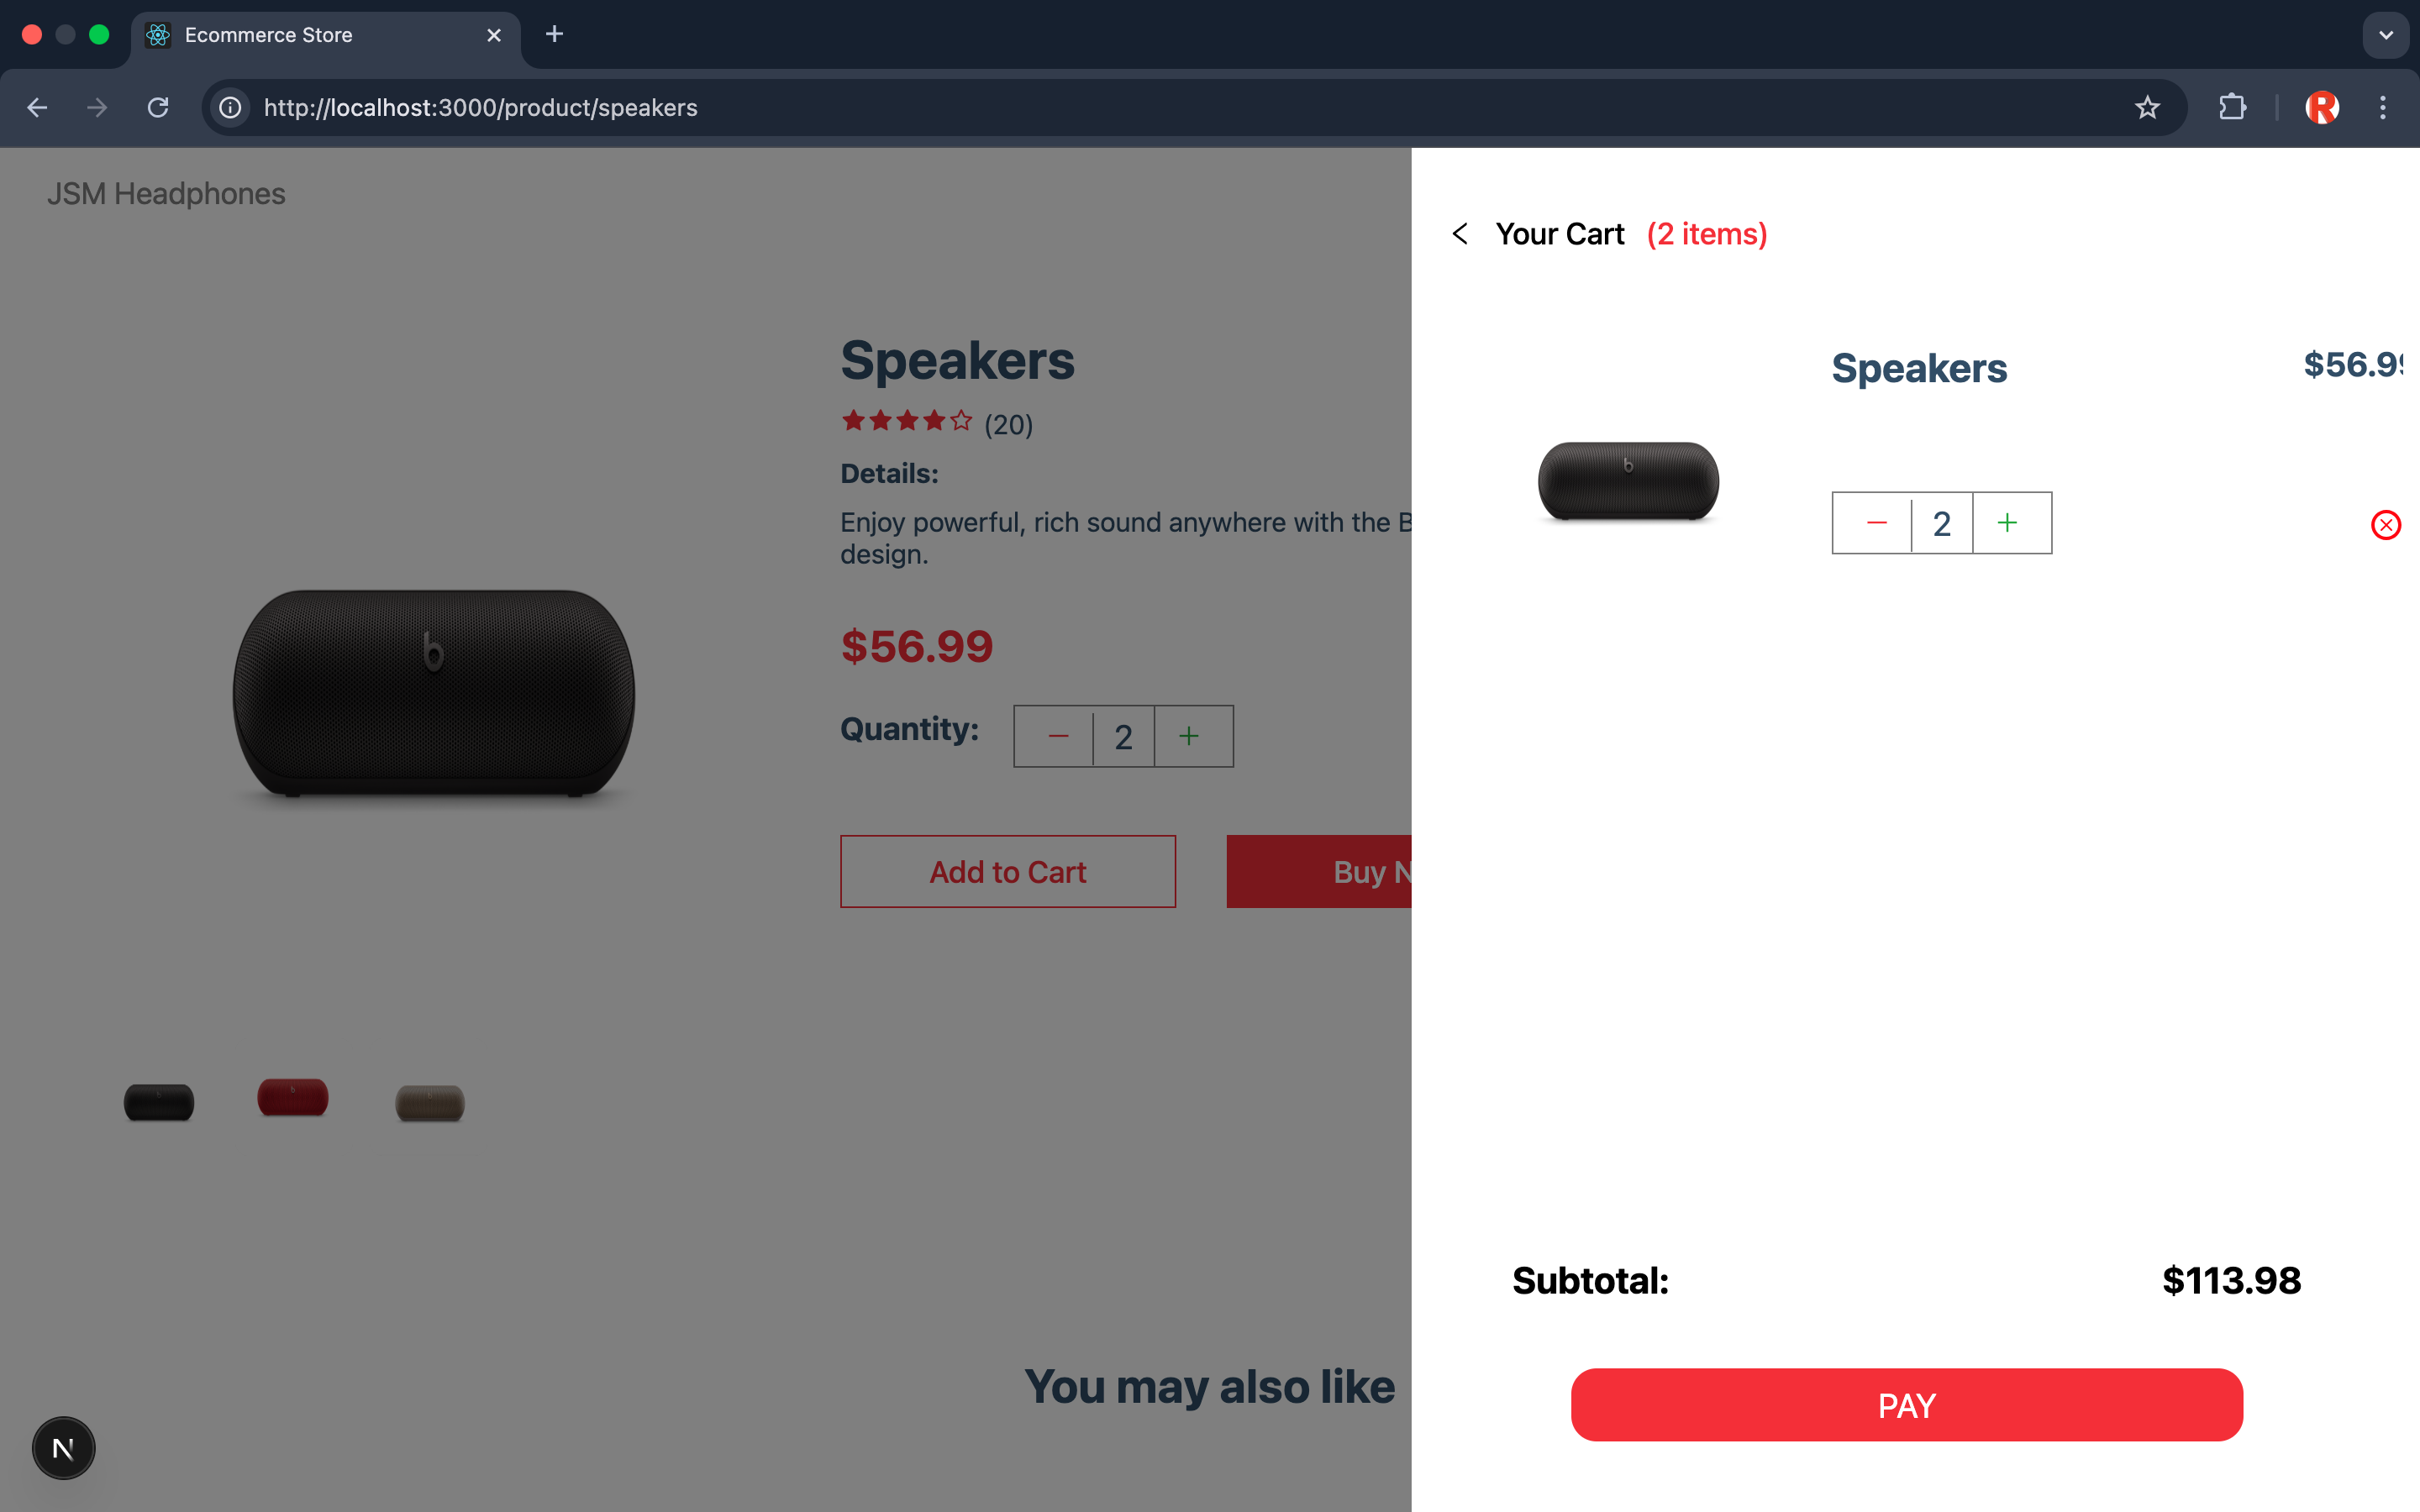 Ecommerce Store
http://localhost:3000/product/speakers
JSM Headphones
Speakers
(20)
Details:
Enjoy powerful, rich sound anywhere with the B
design.
$56.99
Quantity:
2
Add to Cart
Buy N
You may also like
N
Your Cart (2 items)
Speakers
$56.9
2
Subtotal:
$113.98
PAY